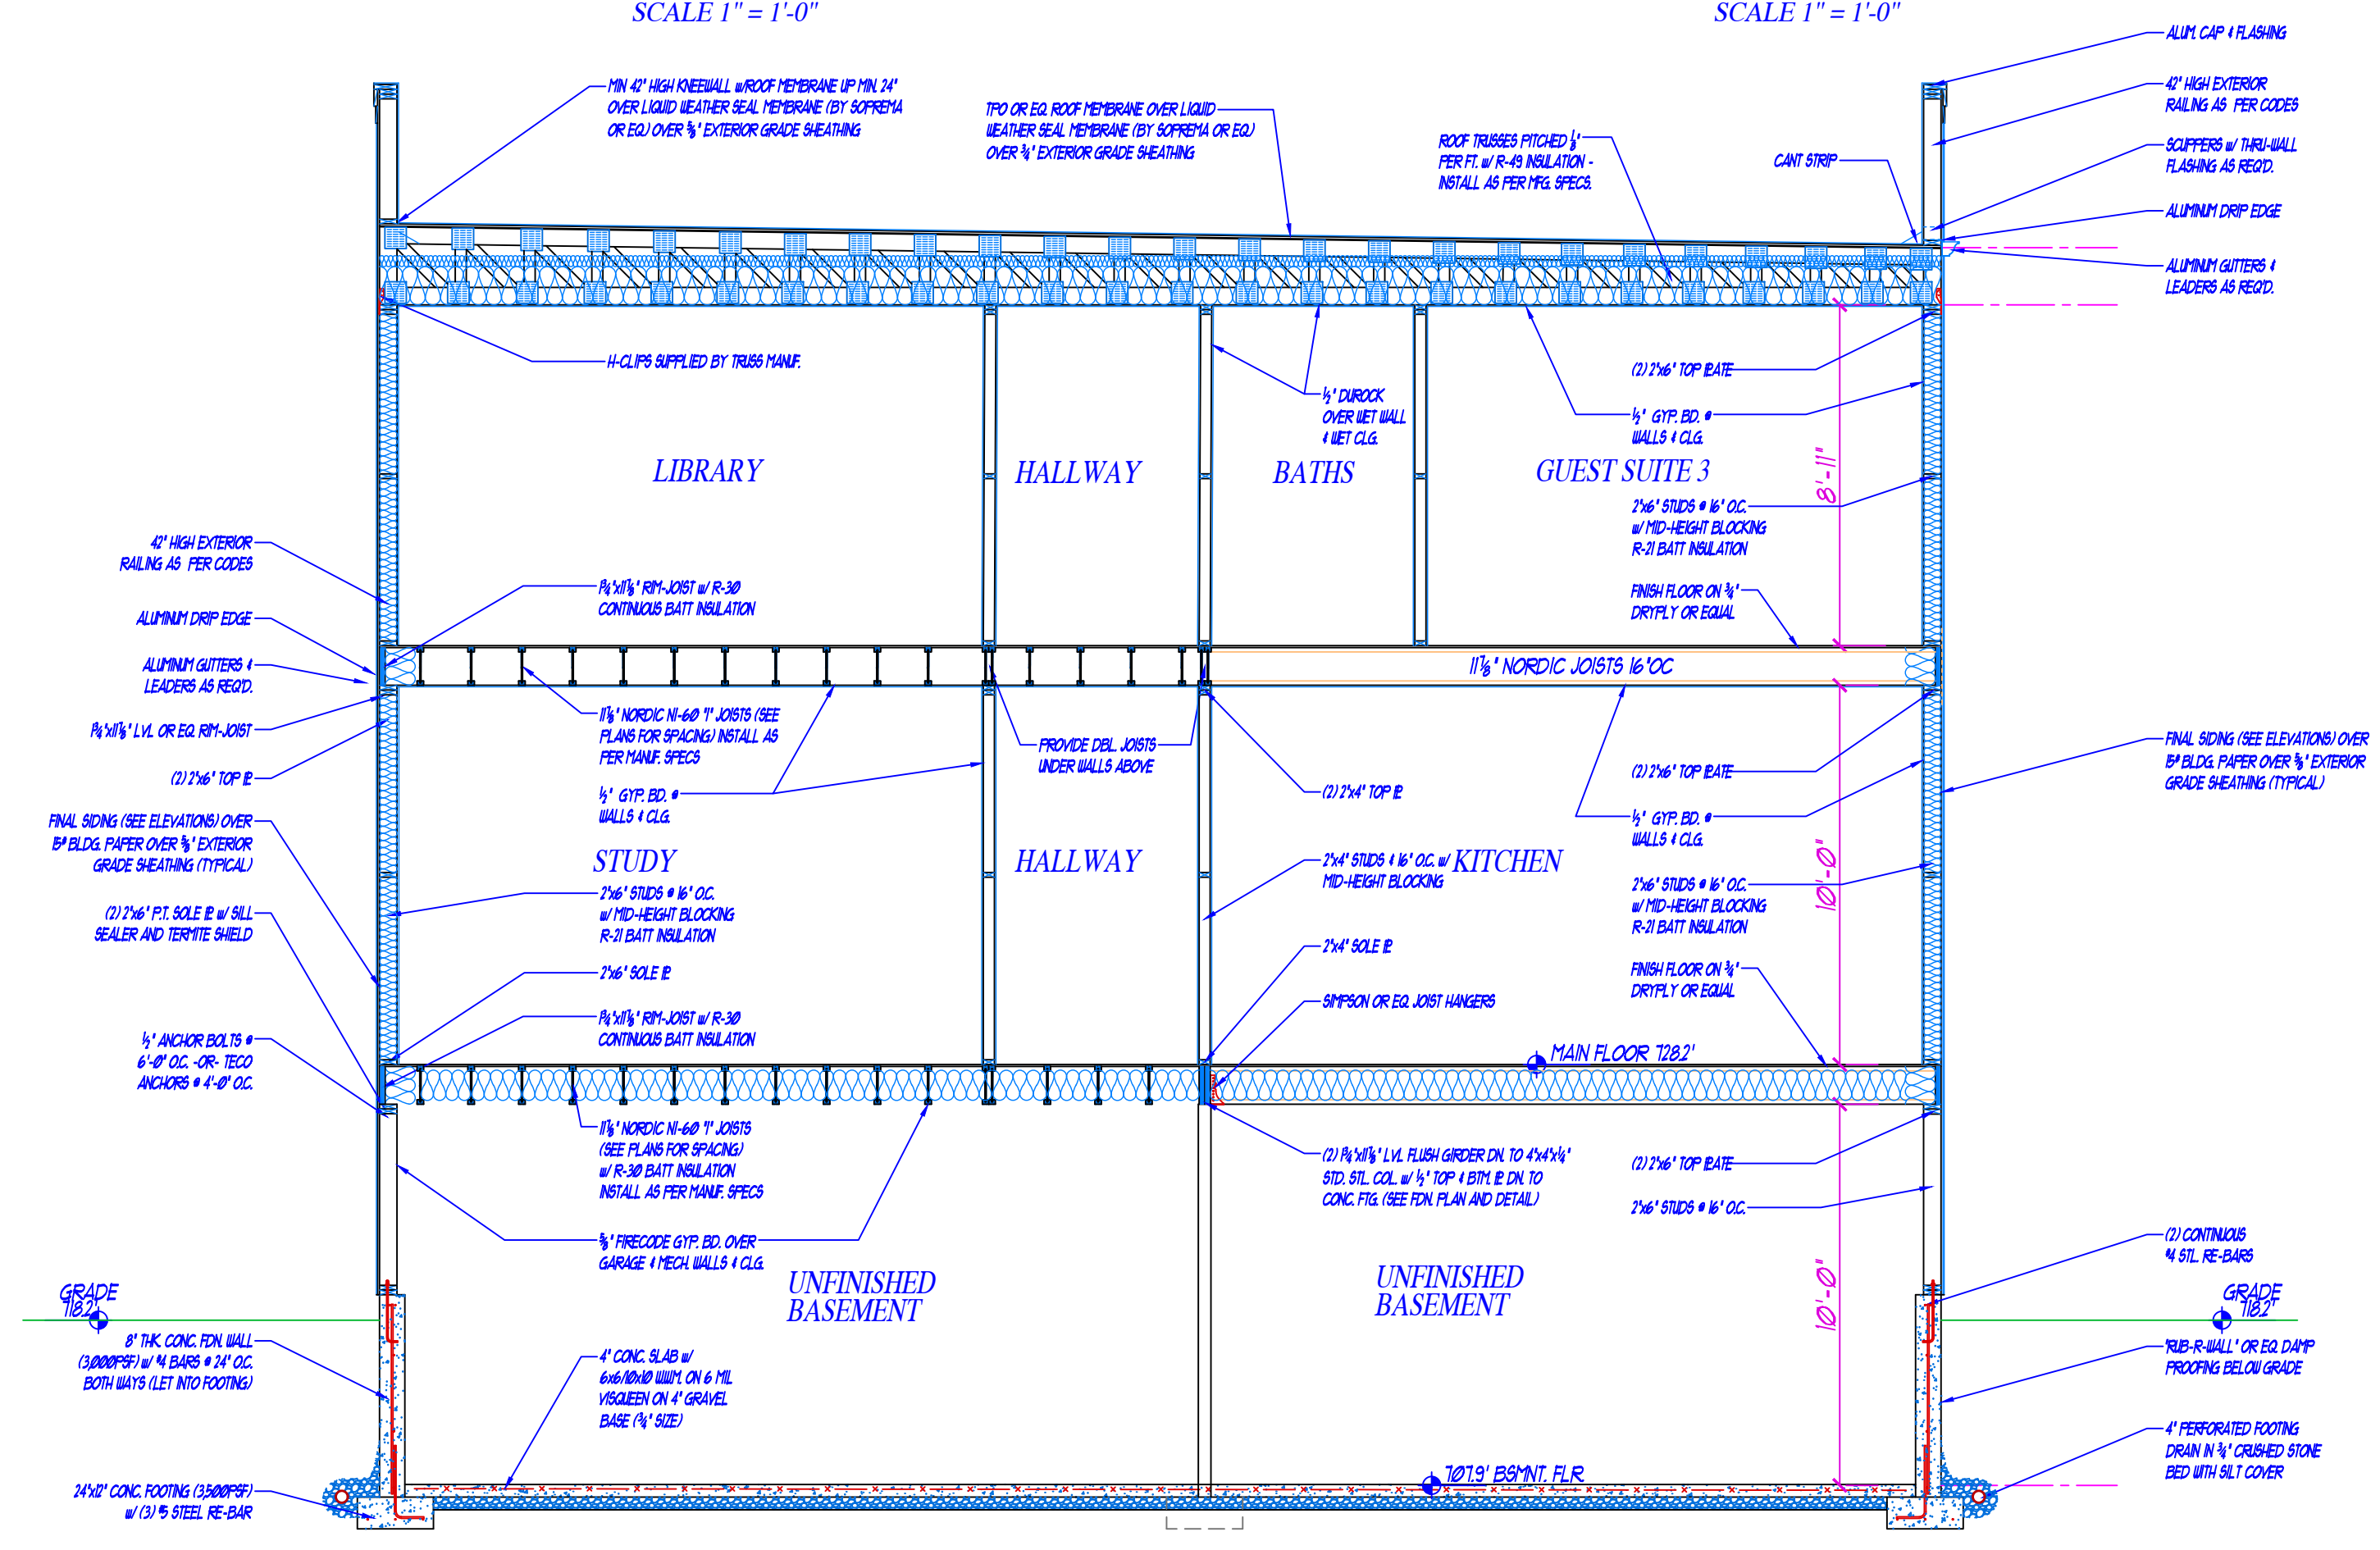 SCALE 1" = 1'-0"
SCALE 1" = 1'-0"
MIN 42" HIGH KNEEWALL w/ROOF MEMBRANE UP MIN. 24"
OVER LIQUID WEATHER SEAL MEMBRANE (BY SOPREMA
OR EQ.) OVER ⅝" EXTERIOR GRADE SHEATHING
TPO OR EQ. ROOF MEMBRANE OVER LIQUID
WEATHER SEAL MEMBRANE (BY SOPREMA OR EQ.)
OVER ¾" EXTERIOR GRADE SHEATHING
ROOF TRUSSES PITCHED ⅛"
PER FT. w/ R-49 INSULATION -
INSTALL AS PER MFG. SPECS.
CANT STRIP
ALUM. CAP & FLASHING
42" HIGH EXTERIOR
RAILING AS PER CODES
SCUPPERS w/ THRU-WALL
FLASHING AS REQ'D.
ALUMINUM DRIP EDGE
ALUMINUM GUTTERS &
LEADERS AS REQ'D.
H-CLIPS SUPPLIED BY TRUSS MANUF.
½" DUROCK
OVER WET WALL
& WET CLG.
(2) 2"x6" TOP PLATE
½" GYP. BD. @
WALLS & CLG.
LIBRARY
HALLWAY
BATHS
GUEST SUITE 3
8'-11"
2"x6" STUDS @ 16" O.C.
w/ MID-HEIGHT BLOCKING
R-21 BATT INSULATION
42" HIGH EXTERIOR
RAILING AS PER CODES
1¾"x11⅞" RIM-JOIST w/ R-30
CONTINUOUS BATT INSULATION
FINISH FLOOR ON ¾"
DRYPLY OR EQUAL
ALUMINUM DRIP EDGE
ALUMINUM GUTTERS &
LEADERS AS REQ'D.
11⅞" NORDIC JOISTS 16"OC
1¾"x11⅞" LVL OR EQ. RIM-JOIST
(2) 2"x6" TOP PL
11⅞" NORDIC NI-60 "I" JOISTS (SEE
PLANS FOR SPACING) INSTALL AS
PER MANUF. SPECS
½" GYP. BD. @
WALLS & CLG.
PROVIDE DBL. JOISTS
UNDER WALLS ABOVE
(2) 2"x4" TOP PL
(2) 2"x6" TOP PLATE
½" GYP. BD. @
WALLS & CLG.
FINAL SIDING (SEE ELEVATIONS) OVER
15# BLDG. PAPER OVER ⅝" EXTERIOR
GRADE SHEATHING (TYPICAL)
FINAL SIDING (SEE ELEVATIONS) OVER
15# BLDG. PAPER OVER ⅝" EXTERIOR
GRADE SHEATHING (TYPICAL)
STUDY
HALLWAY
KITCHEN
10'-0"
2"x6" STUDS @ 16" O.C.
w/ MID-HEIGHT BLOCKING
R-21 BATT INSULATION
2"x4" STUDS & 16" O.C. w/
MID-HEIGHT BLOCKING
2"x6" STUDS @ 16" O.C.
w/ MID-HEIGHT BLOCKING
R-21 BATT INSULATION
(2) 2"x6" P.T. SOLE PL w/ SILL
SEALER AND TERMITE SHIELD
2"x6" SOLE PL
2"x4" SOLE PL
FINISH FLOOR ON ¾"
DRYPLY OR EQUAL
SIMPSON OR EQ. JOIST HANGERS
1¾"x11⅞" RIM-JOIST w/ R-30
CONTINUOUS BATT INSULATION
½" ANCHOR BOLTS @
6'-0" O.C. -OR- TECO
ANCHORS @ 4'-0" O.C.
MAIN FLOOR 728.2'
11⅞" NORDIC NI-60 "I" JOISTS
(SEE PLANS FOR SPACING)
w/ R-30 BATT INSULATION
INSTALL AS PER MANUF. SPECS
(2) 1¾"x11⅞" LVL FLUSH GIRDER DN. TO 4"x4"x¼"
STD. STL. COL. w/ ½" TOP & BTM. PL DN. TO
CONC. FTG. (SEE FDN. PLAN AND DETAIL)
(2) 2"x6" TOP PLATE
2"x6" STUDS @ 16" O.C.
⅝" FIRECODE GYP. BD. OVER
GARAGE & MECH. WALLS & CLG.
(2) CONTINUOUS
#4 STL. RE-BARS
UNFINISHED
BASEMENT
UNFINISHED
BASEMENT
10'-0"
GRADE
718.2'
GRADE
718.2'
8" THK. CONC. FDN. WALL
(3,000PSF) w/ #4 BARS @ 24" O.C.
BOTH WAYS (LET INTO FOOTING)
4" CONC. SLAB w/
6x6/10x10 W.W.M. ON 6 MIL
VISQUEEN ON 4" GRAVEL
BASE (¾" SIZE)
"RUB-R-WALL" OR EQ. DAMP
PROOFING BELOW GRADE
4" PERFORATED FOOTING
DRAIN IN ¾" CRUSHED STONE
BED WITH SILT COVER
707.9' BSMNT. FLR
24"x12" CONC. FOOTING (3,500PSF)
w/ (3) #5 STEEL RE-BAR